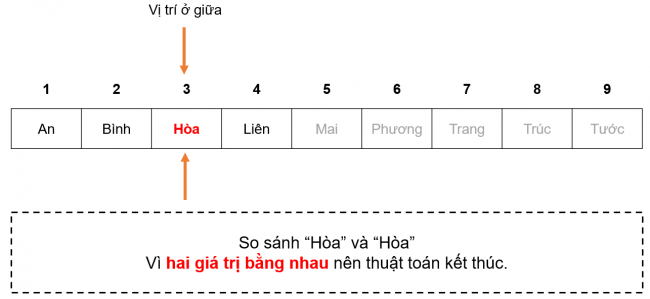 Vị trí ở giữa
1 2 3 4 5 6 7 8 9
An Bình Hòa Liên Mai Phương Trang Trúc Tước
So sánh “Hòa” và “Hòa”
Vì hai giá trị bằng nhau nên thuật toán kết thúc.